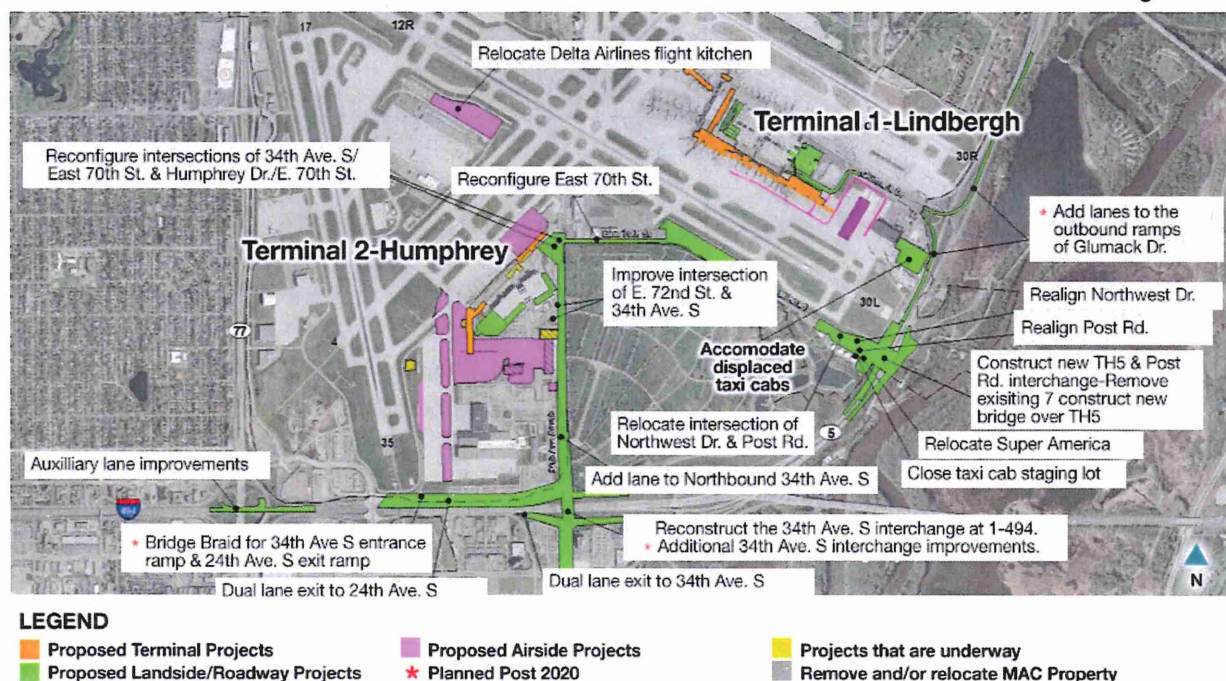 17
12R
Relocate Delta Airlines flight kitchen
Terminal 1-Lindbergh
30R
Reconfigure intersections of 34th Ave. S/
East 70th St. & Humphrey Dr./E. 70th St.
Reconfigure East 70th St.
* Add lanes to the
outbound ramps
of Glumack Dr.
Terminal 2-Humphrey
Improve intersection
of E. 72nd St. &
34th Ave. S
30L
Realign Northwest Dr.
Realign Post Rd.
77
4
Accomodate
displaced
taxi cabs
Construct new TH5 & Post
Rd. interchange-Remove
exisiting 7 construct new
bridge over TH5
Relocate intersection of
Northwest Dr. & Post Rd.
5
Relocate Super America
35
Close taxi cab staging lot
Auxilliary lane improvements
Add lane to Northbound 34th Ave. S
494
* Bridge Braid for 34th Ave S entrance
ramp & 24th Ave. S exit ramp
Reconstruct the 34th Ave. S interchange at 1-494.
* Additional 34th Ave. S interchange improvements.
Dual lane exit to 24th Ave. S
Dual lane exit to 34th Ave. S
N
LEGEND
Proposed Terminal Projects
Proposed Airside Projects
Projects that are underway
Proposed Landside/Roadway Projects
* Planned Post 2020
Remove and/or relocate MAC Property